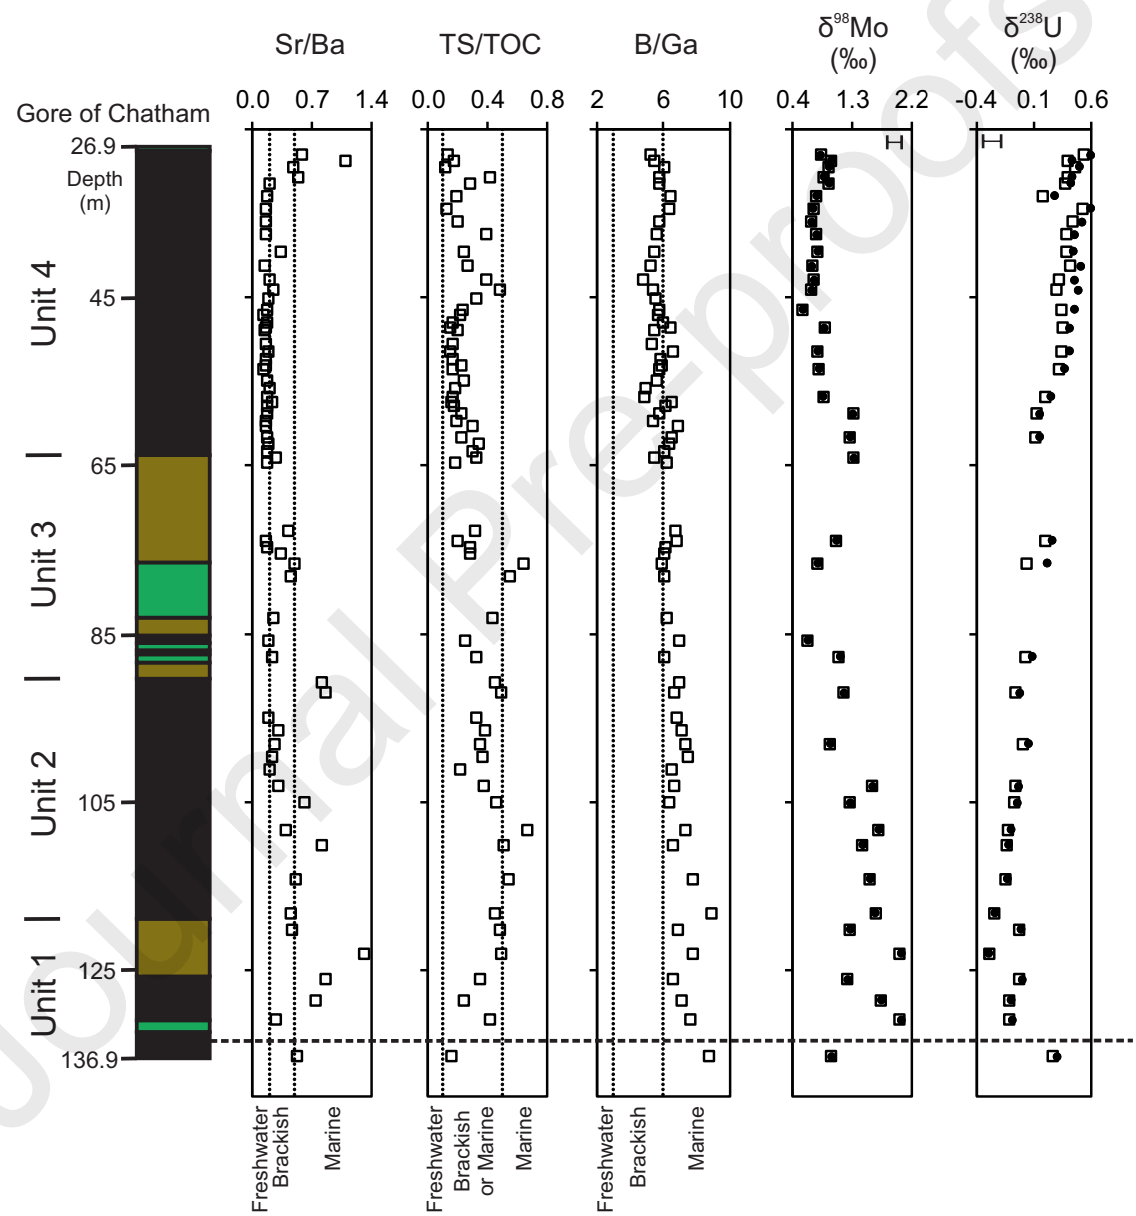 Sr/Ba
TS/TOC
B/Ga
δ⁹⁸Mo
(‰)
δ²³⁸U
(‰)
0.0 0.7 1.4
0.0 0.4 0.8
2 6 10
0.4 1.3 2.2
-0.4 0.1 0.6
Gore of Chatham
26.9
Depth
(m)
45
65
85
105
125
136.9
Unit 4
Unit 3
Unit 2
Unit 1
Freshwater
Brackish
Marine
Freshwater
Brackish
or Marine
Marine
Freshwater
Brackish
Marine
Journal Pre-proofs